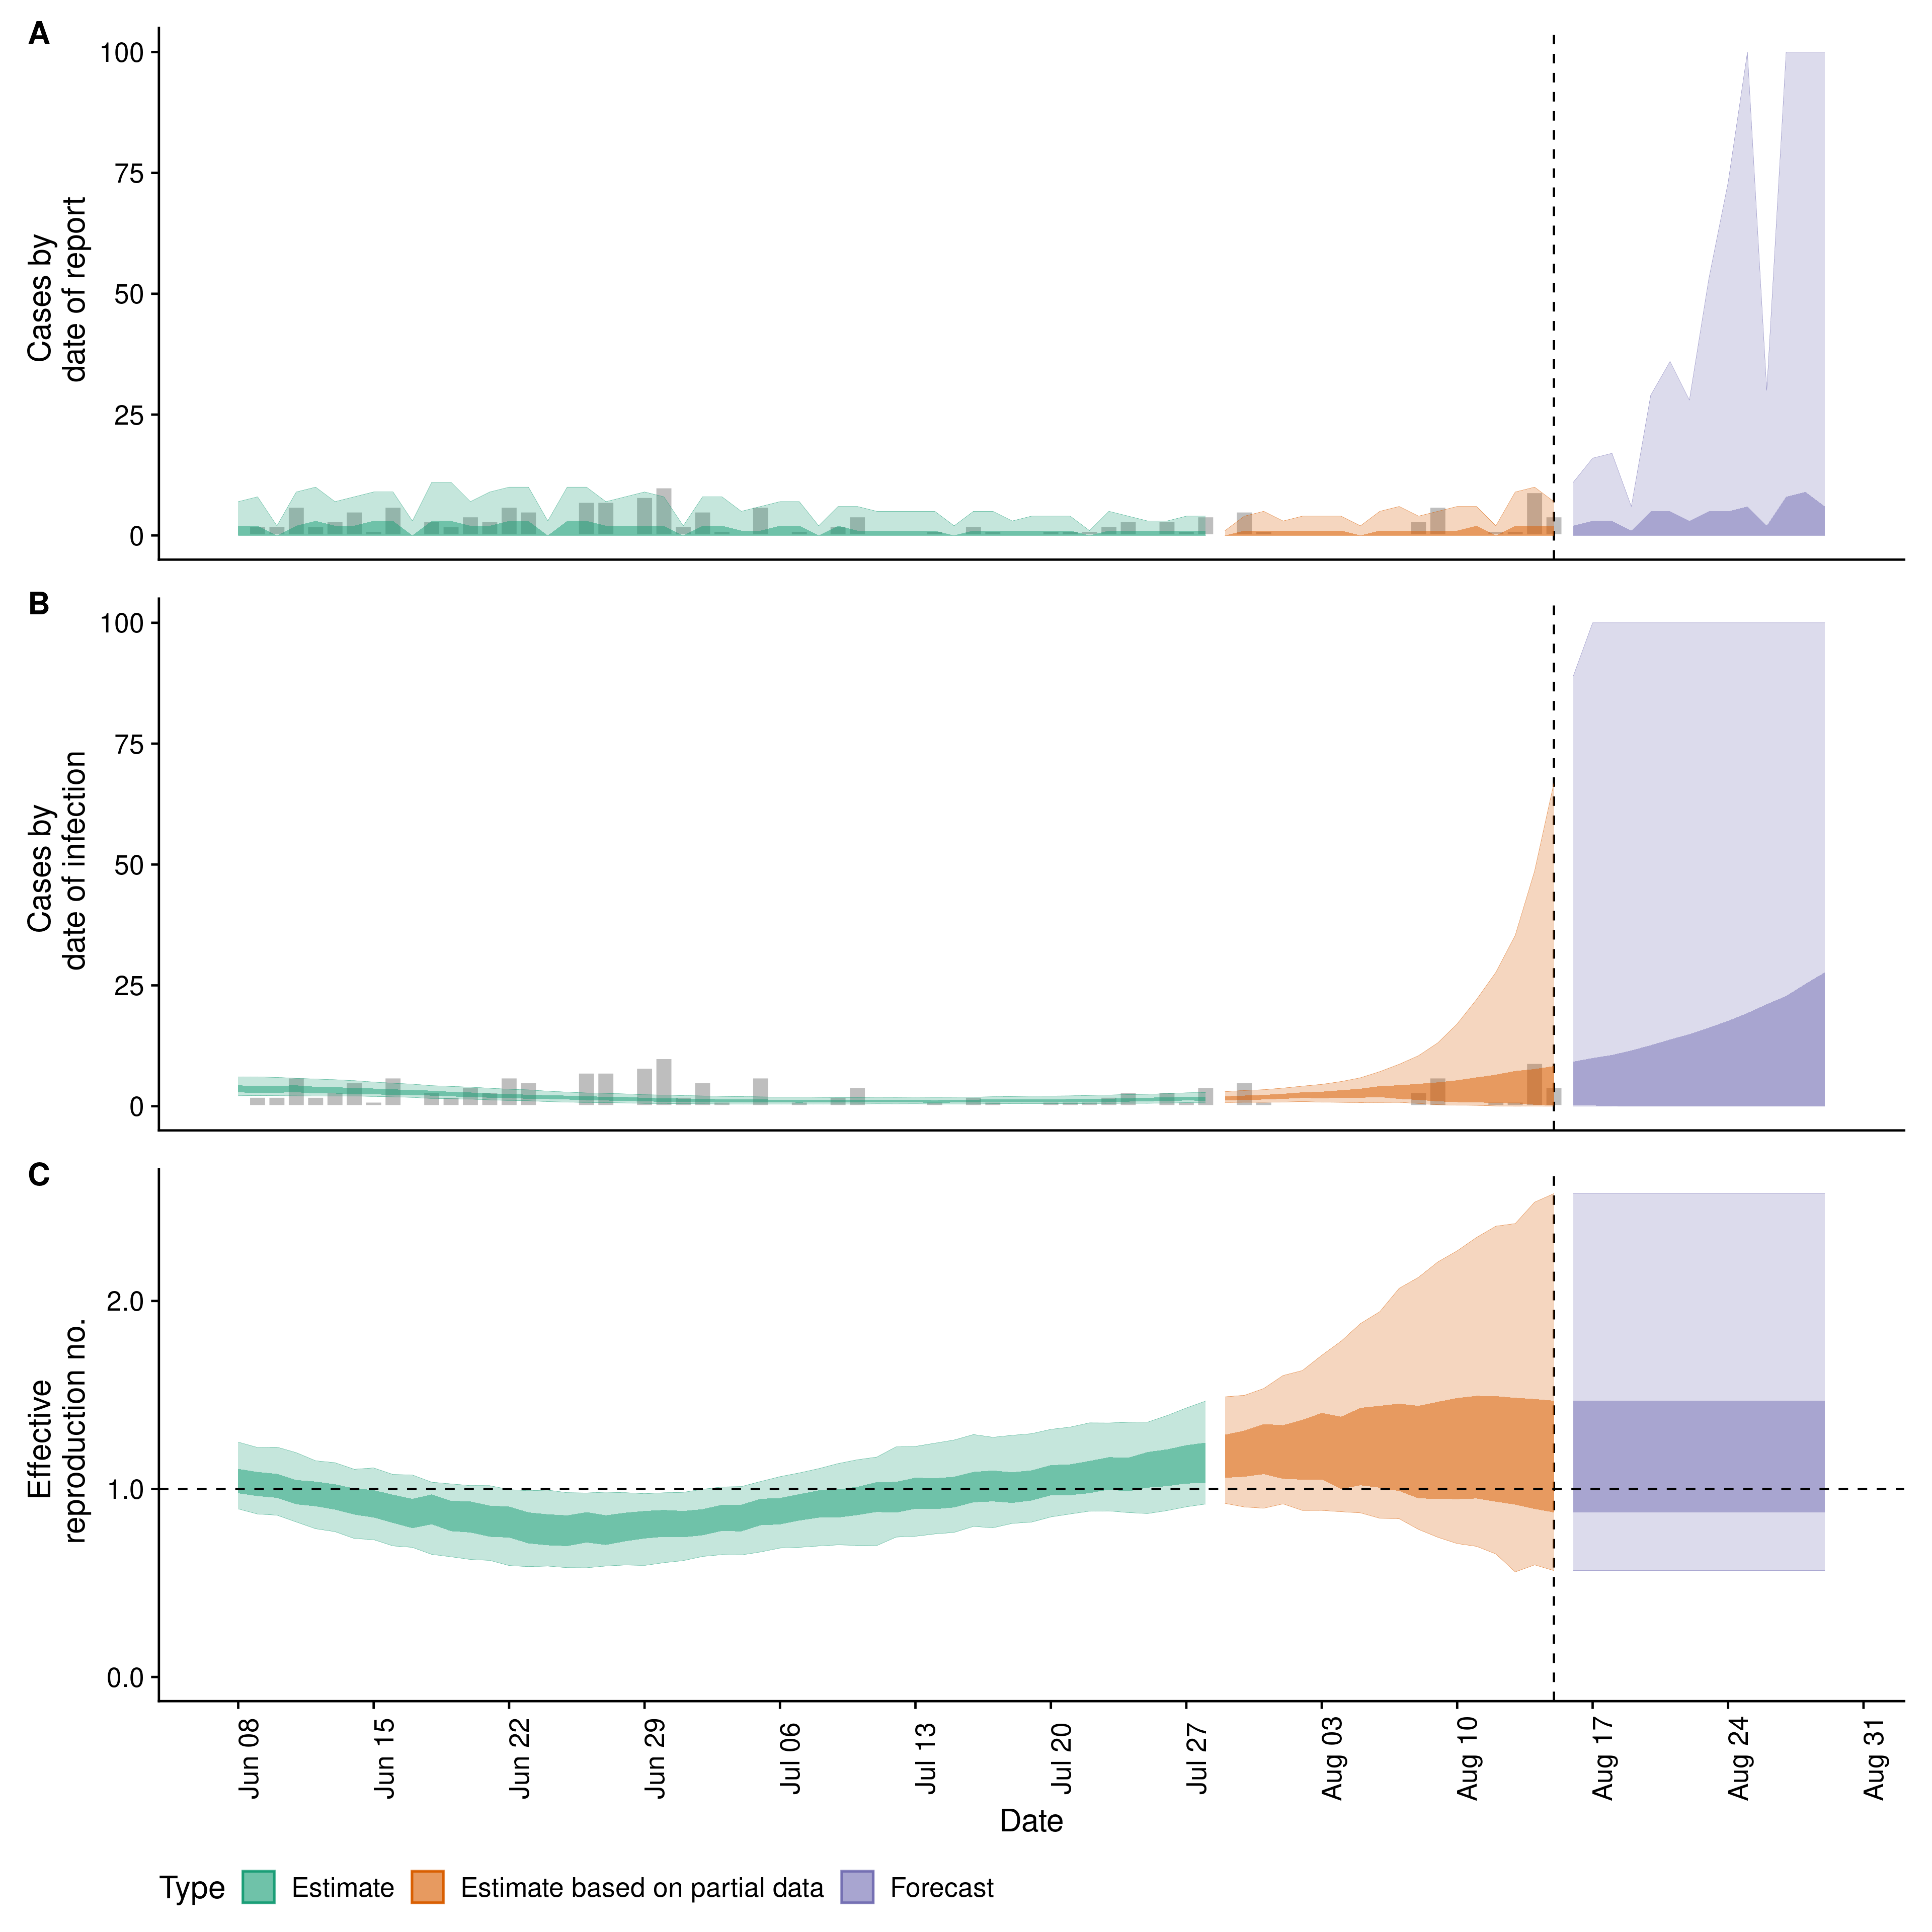 A
100
75
50
25
0
Cases by
date of report
B
100
75
50
25
0
Cases by
date of infection
C
2.0
1.0
0.0
Effective
reproduction no.
Jun 08
Jun 15
Jun 22
Jun 29
Jul 06
Jul 13
Jul 20
Jul 27
Aug 03
Aug 10
Aug 17
Aug 24
Aug 31
Date
Type Estimate Estimate based on partial data Forecast